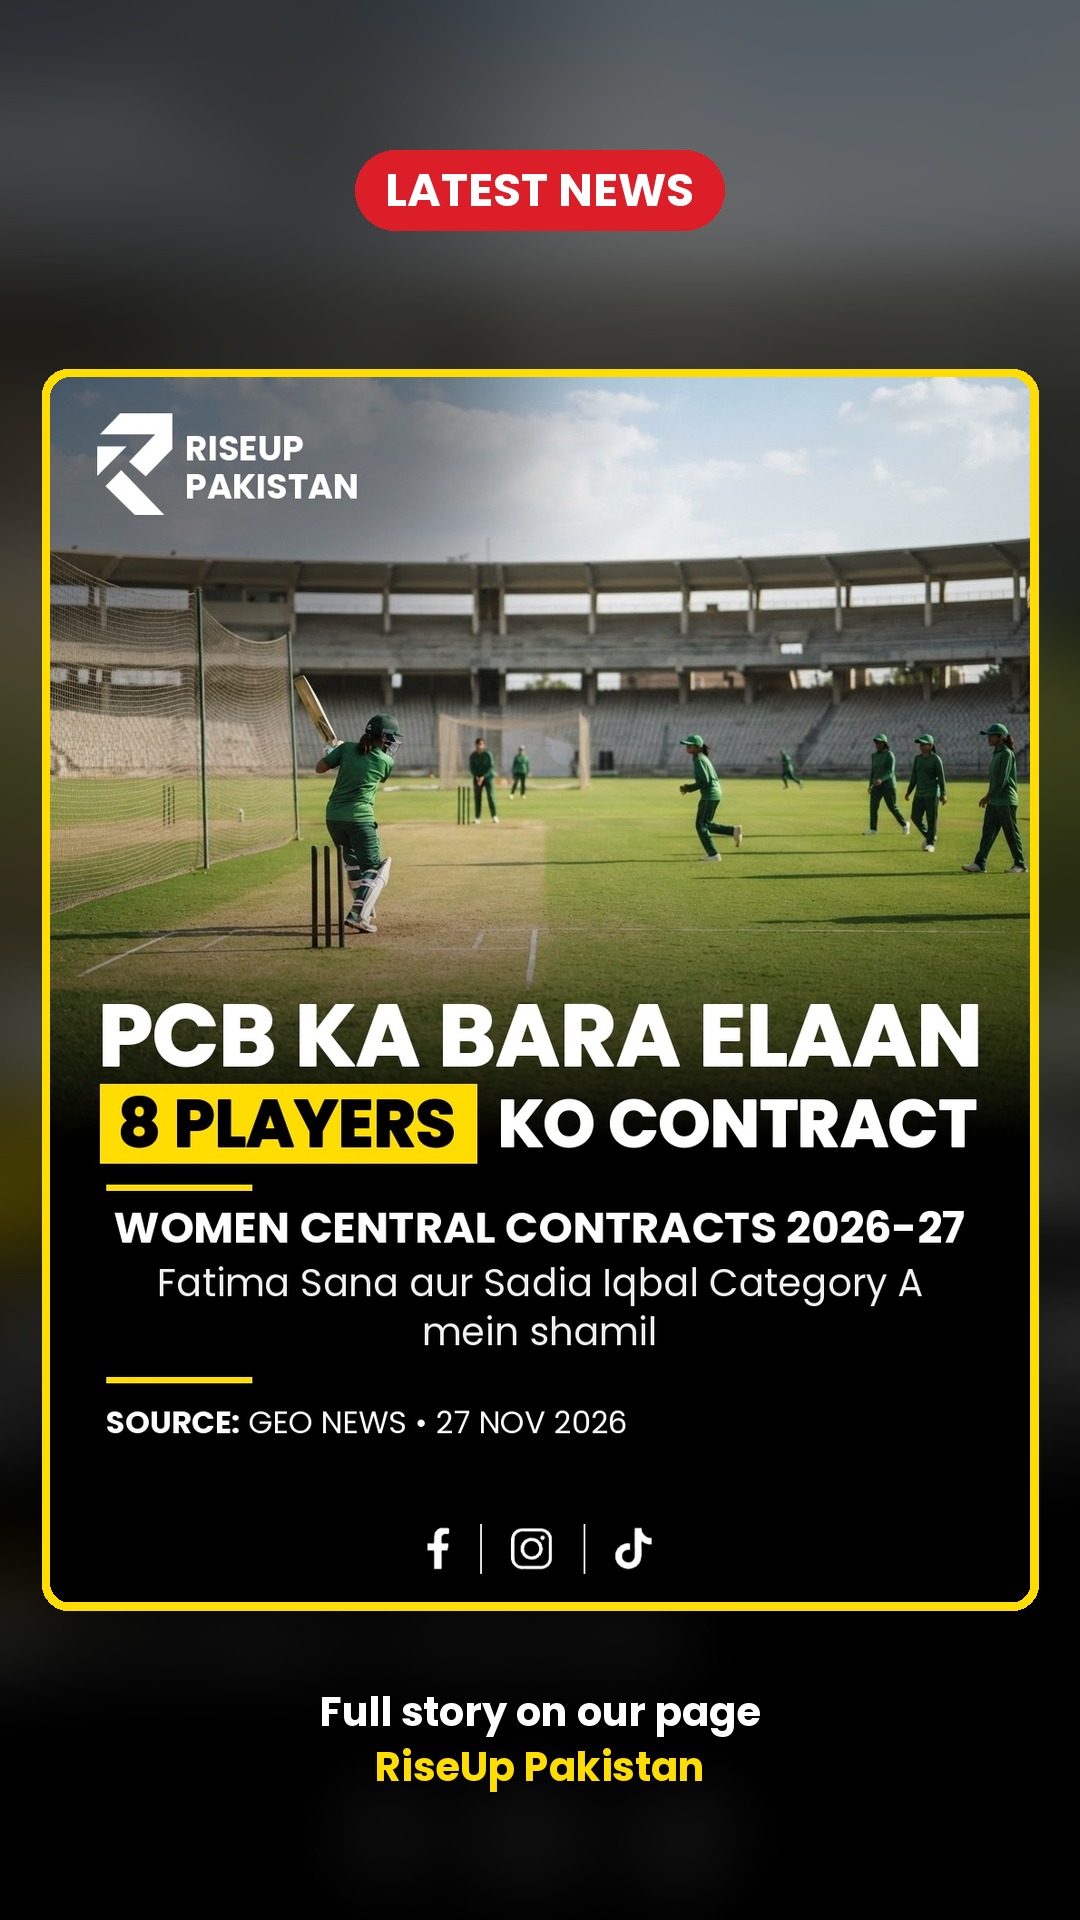 LATEST NEWS
RISEUP
PAKISTAN
PCB KA BARA ELAAN
8 PLAYERS KO CONTRACT
WOMEN CENTRAL CONTRACTS 2026-27
Fatima Sana aur Sadia Iqbal Category A
mein shamil
SOURCE: GEO NEWS • 27 NOV 2026
Full story on our page
RiseUp Pakistan